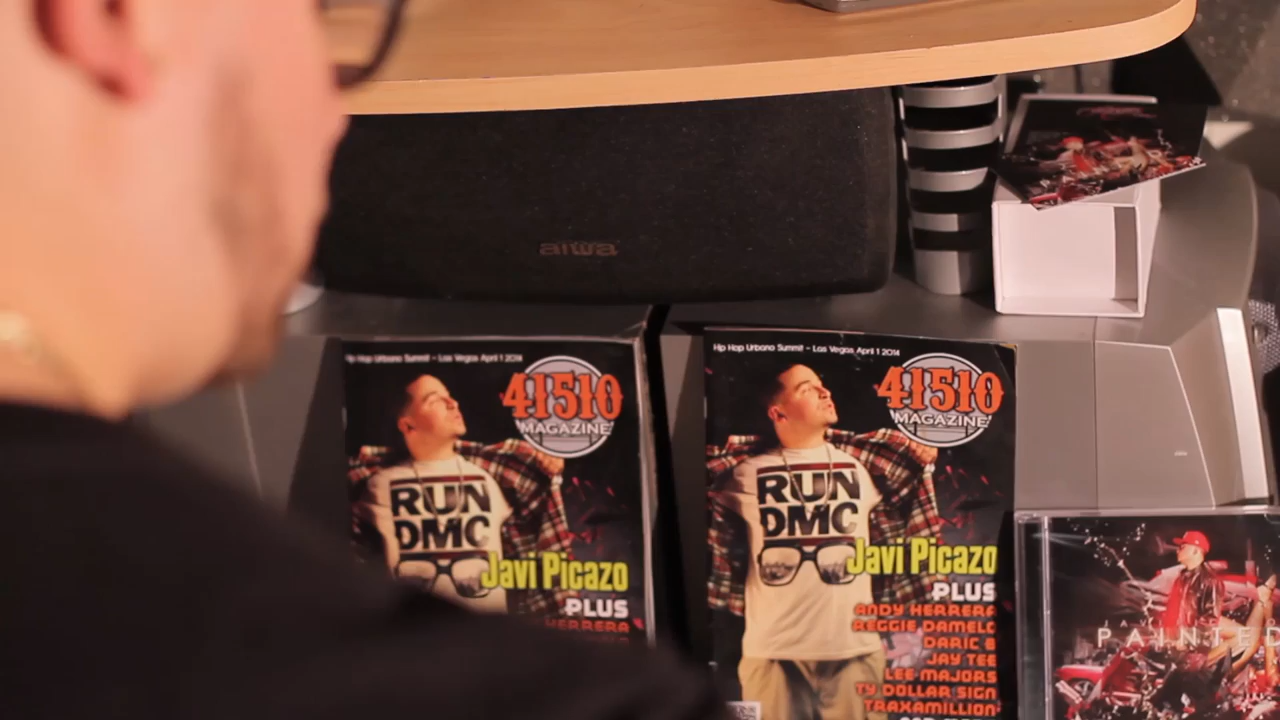 aiwa
Hip Hop Urbano Summit - Las Vegas April 1 2014
41510
MAGAZINE
RUN
DMC
Javi Picazo
PLUS
HERRERA
Hip Hop Urbano Summit - Las Vegas April 1 2014
41510
MAGAZINE
RUN
DMC
Javi Picazo
PLUS
ANDY HERRERA
REGGIE DAMELO
DARIC B
JAY TEE
LEE MAJORS
TY DOLLAR SIGN
TRAXAMILLION
PAINTED